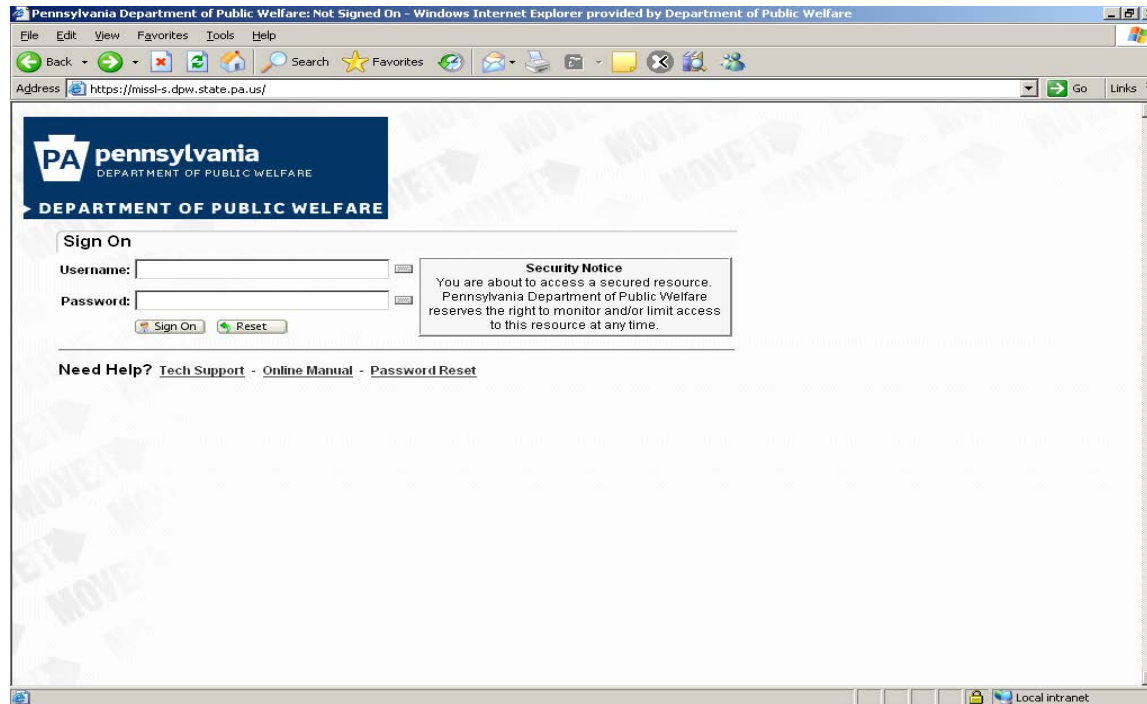 Pennsylvania Department of Public Welfare: Not Signed On - Windows Internet Explorer provided by Department of Public Welfare
File Edit View Favorites Tools Help
Back Search Favorites
Address https://missl-s.dpw.state.pa.us/ Go Links
PA pennsylvania
DEPARTMENT OF PUBLIC WELFARE
DEPARTMENT OF PUBLIC WELFARE
Sign On
Username:
Password:
Sign On Reset
Security Notice
You are about to access a secured resource.
Pennsylvania Department of Public Welfare
reserves the right to monitor and/or limit access
to this resource at any time.
Need Help? Tech Support - Online Manual - Password Reset
MOVEIT
Local intranet